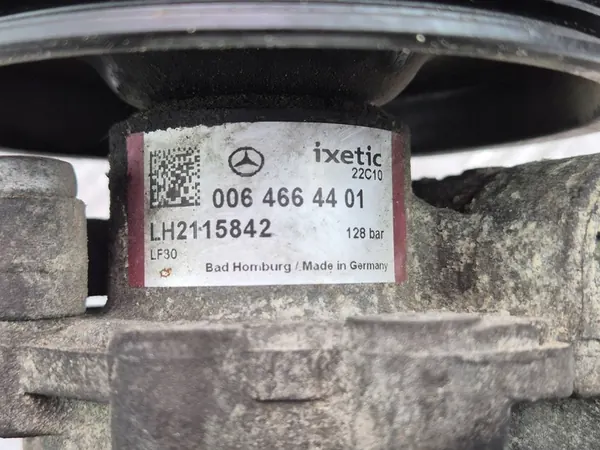 ixetic
22C10
006 466 44 01
LH2115842
128 bar
LF30
Bad Homburg / Made in Germany